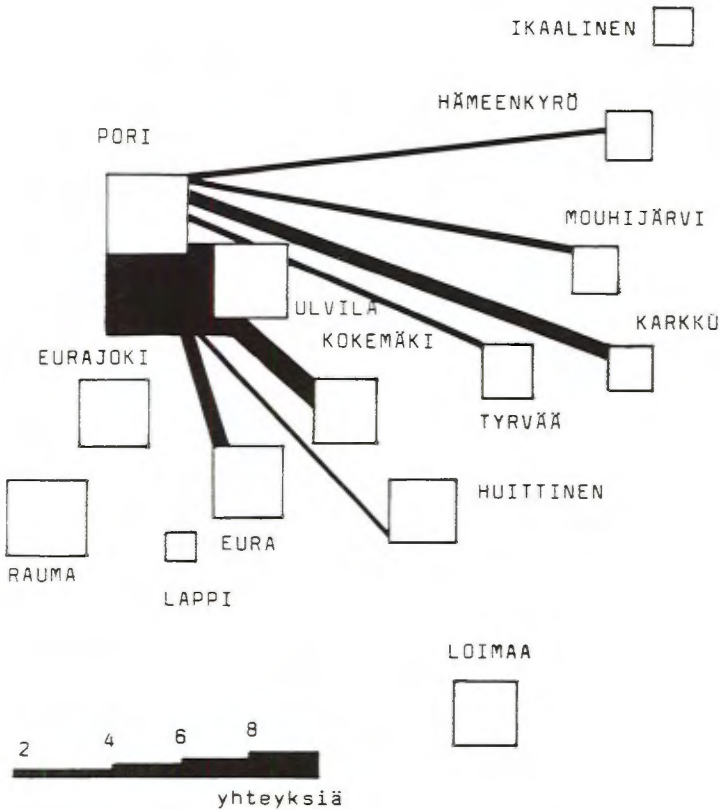 IKAALINEN
HÄMEENKYRÖ
PORI
MOUHIJÄRVI
ULVILA
KARKKU
KOKEMÄKI
EURAJOKI
TYRVÄÄ
HUITTINEN
EURA
RAUMA
LAPPI
LOIMAA
2 4 6 8
yhteyksiä